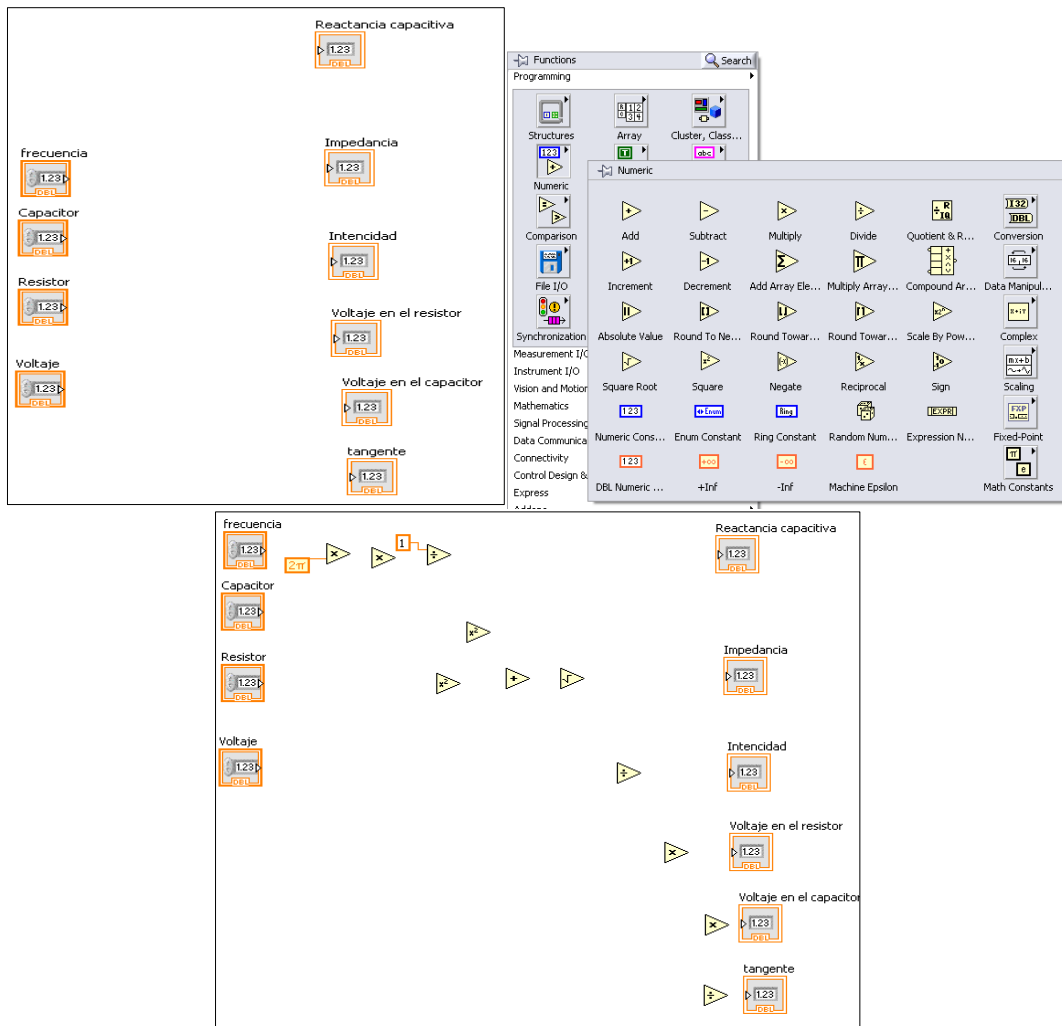 Reactancia capacitiva
1.23
DBL
Impedancia
1.23
DBL
frecuencia
1.23
DBL
Capacitor
1.23
DBL
Intencidad
1.23
DBL
Resistor
1.23
DBL
Voltaje en el resistor
1.23
DBL
Voltaje
1.23
DBL
Voltaje en el capacitor
1.23
DBL
tangente
1.23
DBL
Functions Search
Programming
Structures Array Cluster, Class...
Numeric
Comparison
File I/O
Synchronization
Measurement I/O
Instrument I/O
Vision and Motion
Mathematics
Signal Processing
Data Communica
Connectivity
Control Design &
Express
Numeric
Add Subtract Multiply Divide Quotient & R... Conversion
Increment Decrement Add Array Ele... Multiply Array... Compound Ar... Data Manipul...
Absolute Value Round To Ne... Round Towar... Round Towar... Scale By Pow... Complex
Square Root Square Negate Reciprocal Sign Scaling
Numeric Cons... Enum Constant Ring Constant Random Num... Expression N... Fixed-Point
DBL Numeric ... +Inf -Inf Machine Epsilon Math Constants
frecuencia
1.23
DBL
2π
×
×
1
÷
Reactancia capacitiva
1.23
DBL
Capacitor
1.23
DBL
x²
Resistor
1.23
DBL
x²
+
√
Impedancia
1.23
DBL
Voltaje
1.23
DBL
÷
Intencidad
1.23
DBL
×
Voltaje en el resistor
1.23
DBL
×
Voltaje en el capacitor
1.23
DBL
÷
tangente
1.23
DBL